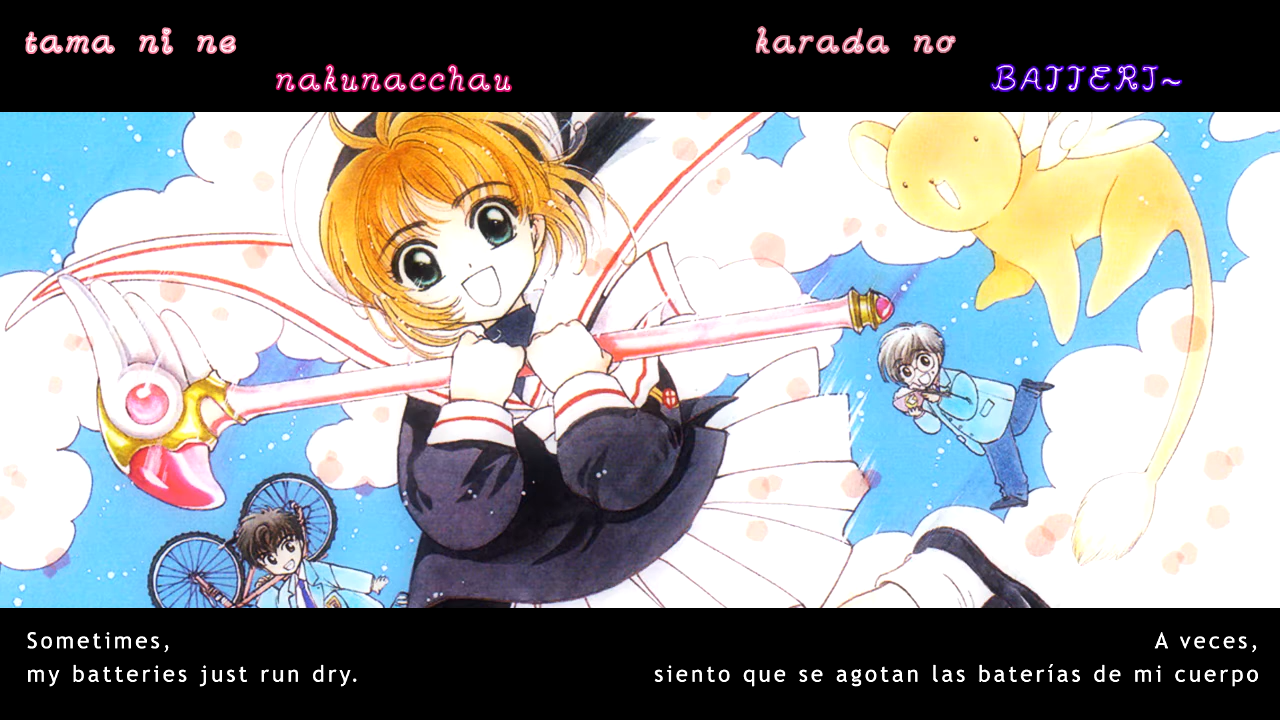 tama ni ne
nakunacchau
karada no
BATTERI~
Sometimes,
my batteries just run dry.
A veces,
siento que se agotan las baterías de mi cuerpo